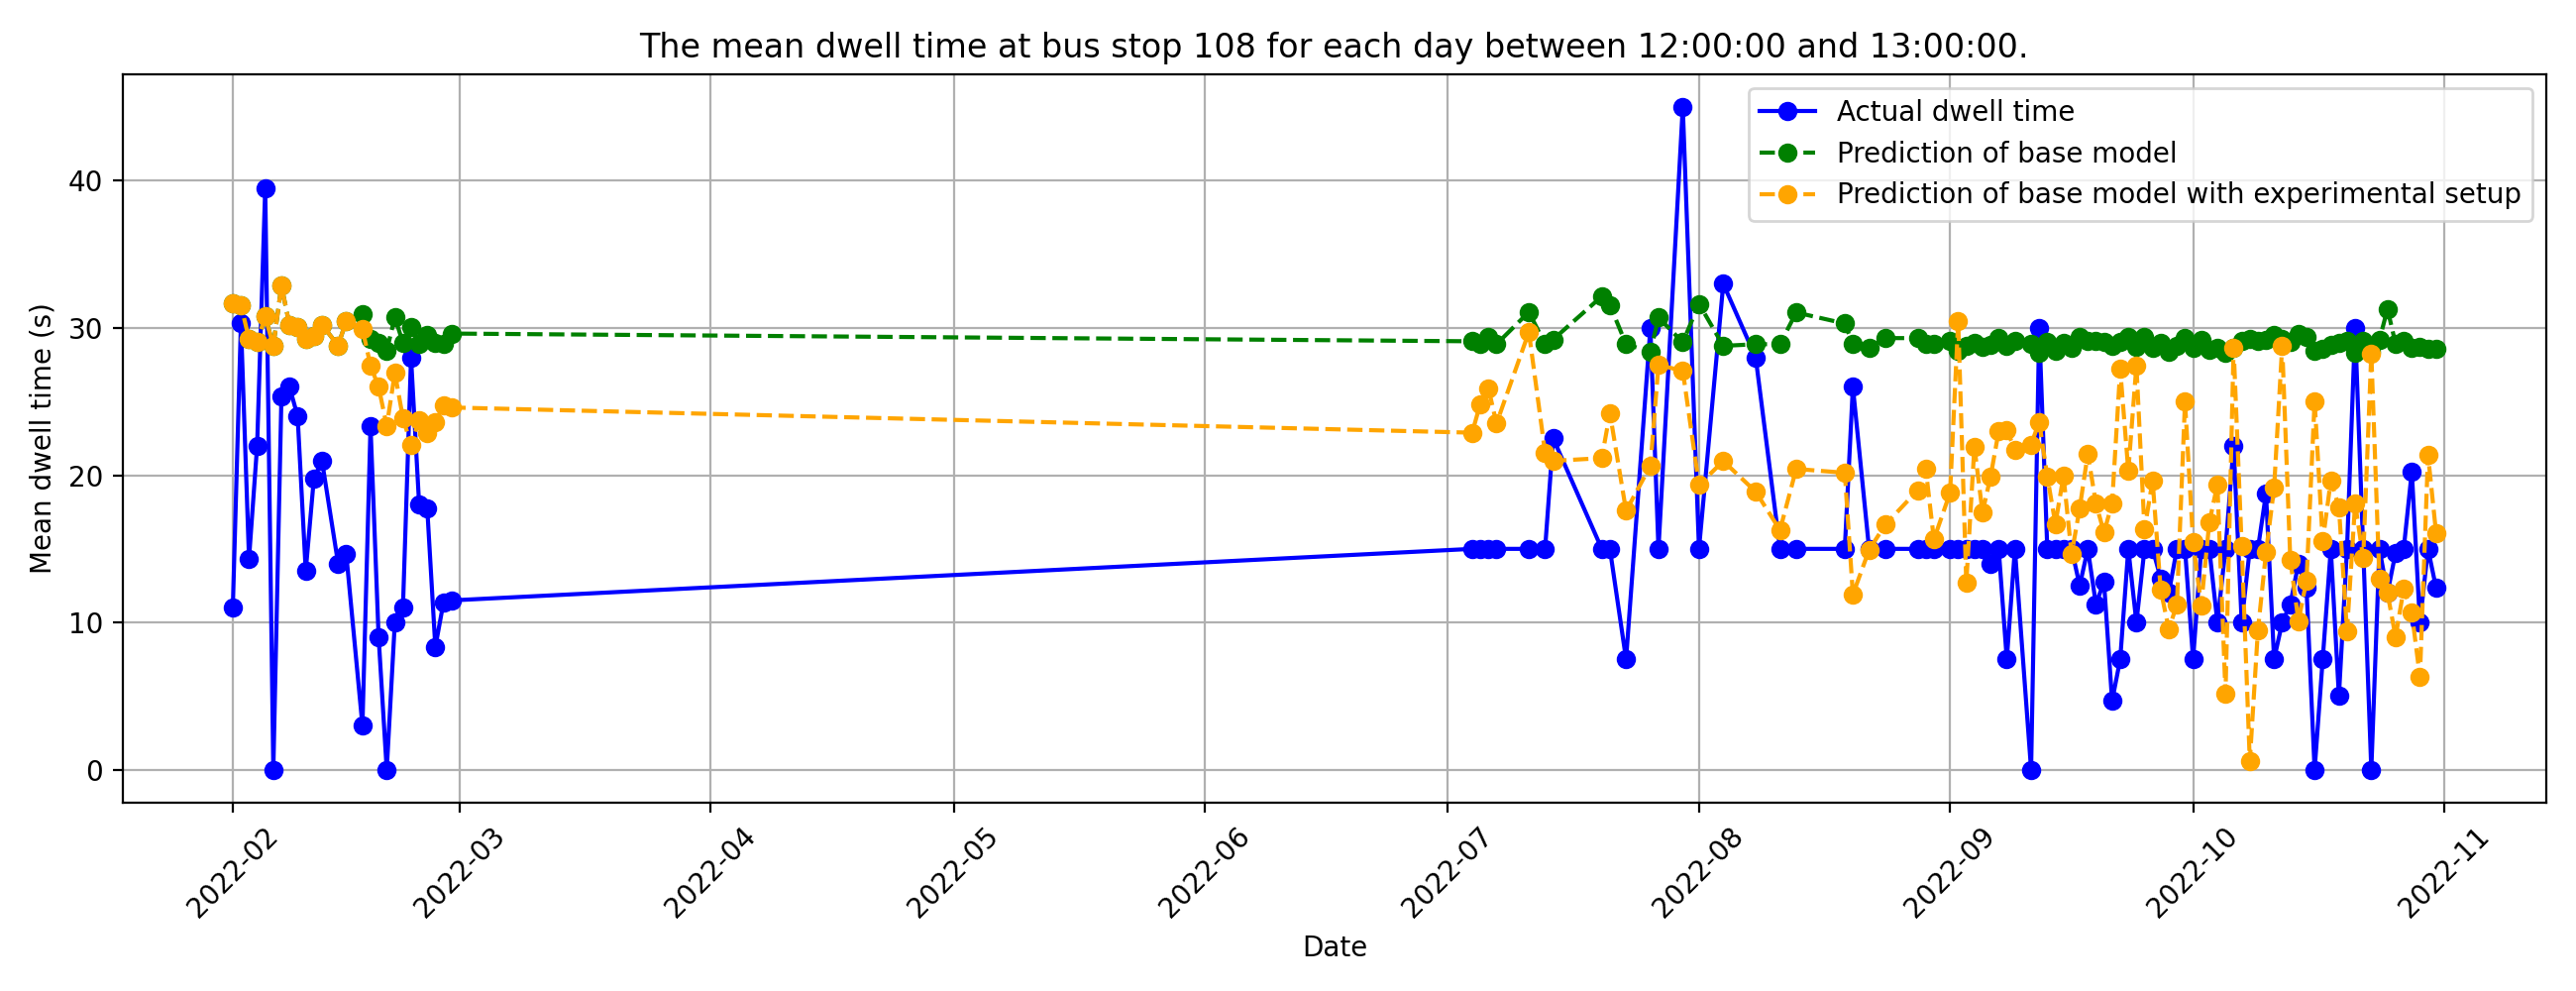 The mean dwell time at bus stop 108 for each day between 12:00:00 and 13:00:00.
Actual dwell time
Prediction of base model
Prediction of base model with experimental setup
Mean dwell time (s)
40
30
20
10
0
2022-02
2022-03
2022-04
2022-05
2022-06
2022-07
2022-08
2022-09
2022-10
2022-11
Date